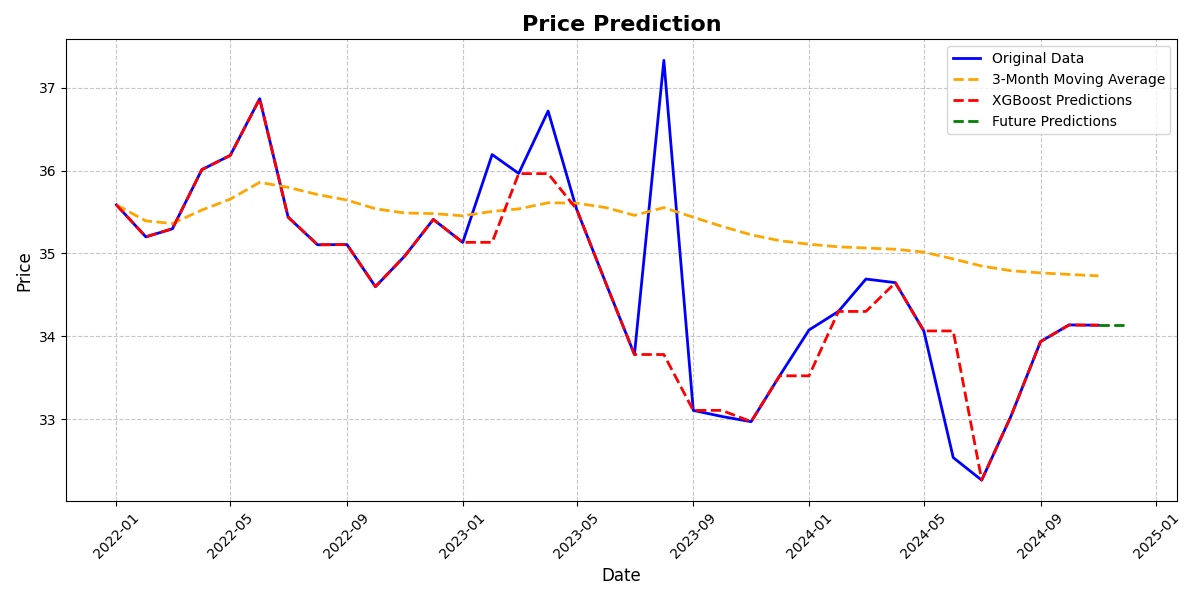 Price Prediction
Original Data
3-Month Moving Average
XGBoost Predictions
Future Predictions
Price
37
36
35
34
33
2022-01
2022-05
2022-09
2023-01
2023-05
2023-09
2024-01
2024-05
2024-09
2025-01
Date